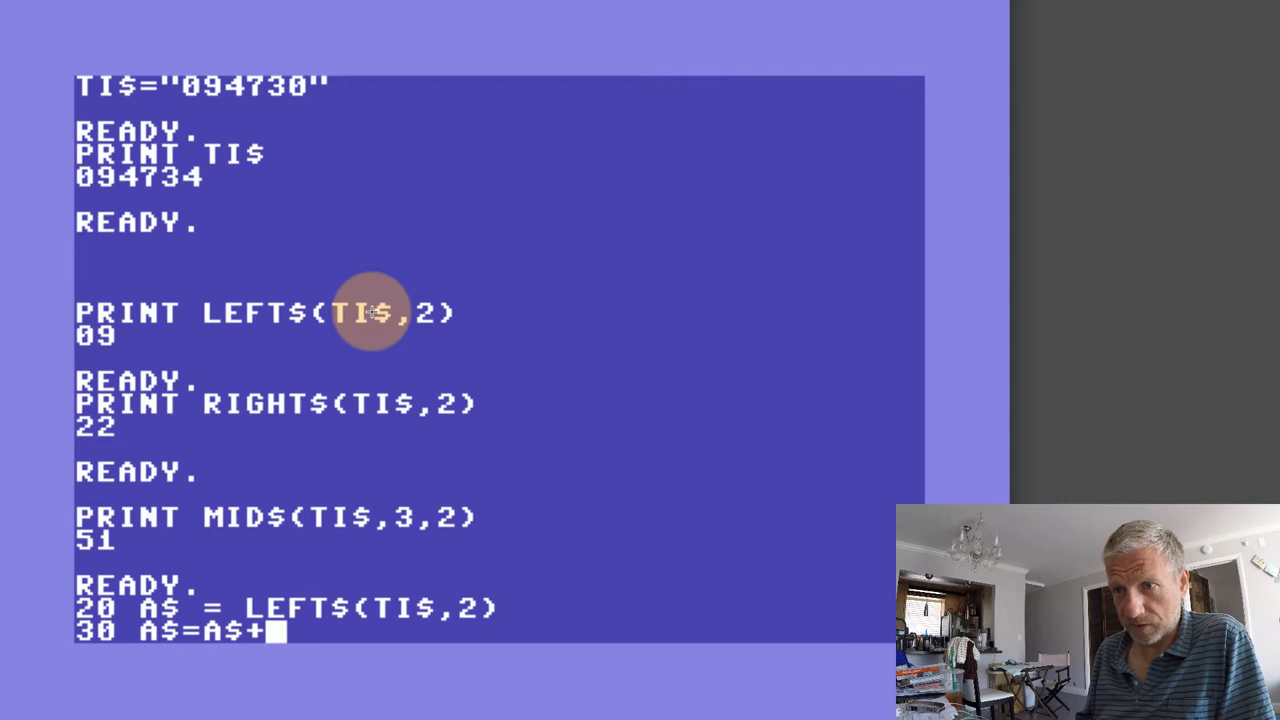 TI$="094730"
READY.
PRINT TI$
094734
READY.
PRINT LEFT$(TI$,2)
09
READY.
PRINT RIGHT$(TI$,2)
22
READY.
PRINT MID$(TI$,3,2)
51
READY.
20 A$ = LEFT$(TI$,2)
30 A$=A$+